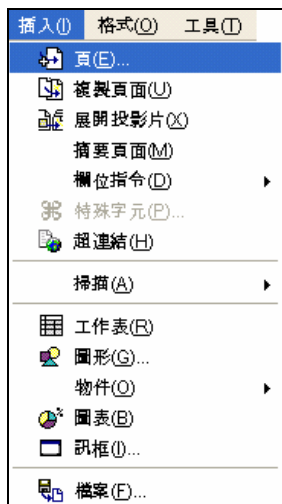 插入(I) 格式(O) 工具(T)
頁(E)...
複製頁面(U)
展開投影片(X)
摘要頁面(M)
欄位指令(D)
特殊字元(P)...
超連結(H)
掃描(A)
工作表(R)
圖形(G)...
物件(O)
圖表(B)
訊框(I)...
檔案(F)...